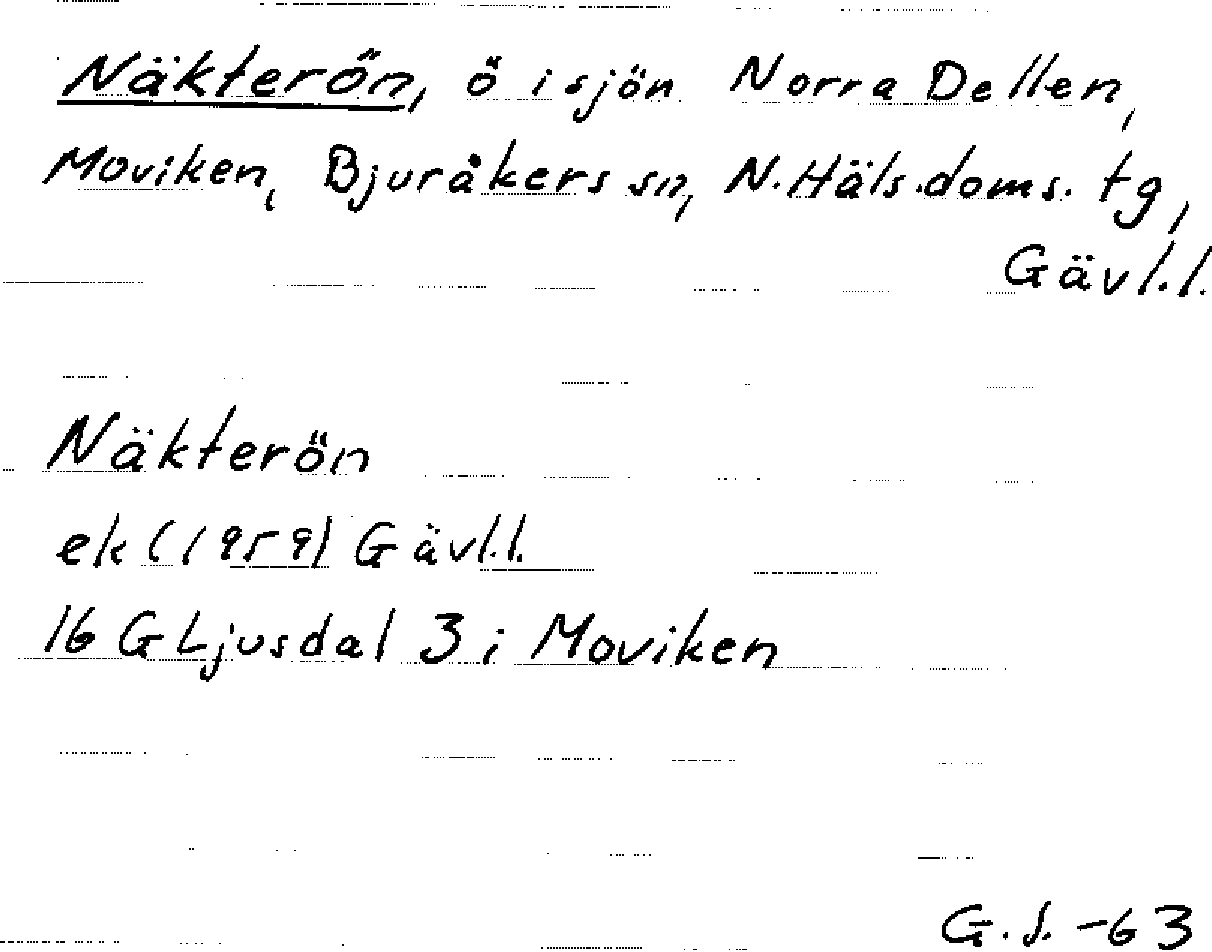 Näkterön, ö i sjön Norra Dellen,
Moviken, Bjuråkers sn, N. Häls. doms. tg,
Gävl.l.
Näkterön
ek (1959) Gävl.l.
16 G Ljusdal 3 i Moviken
G.S. -63